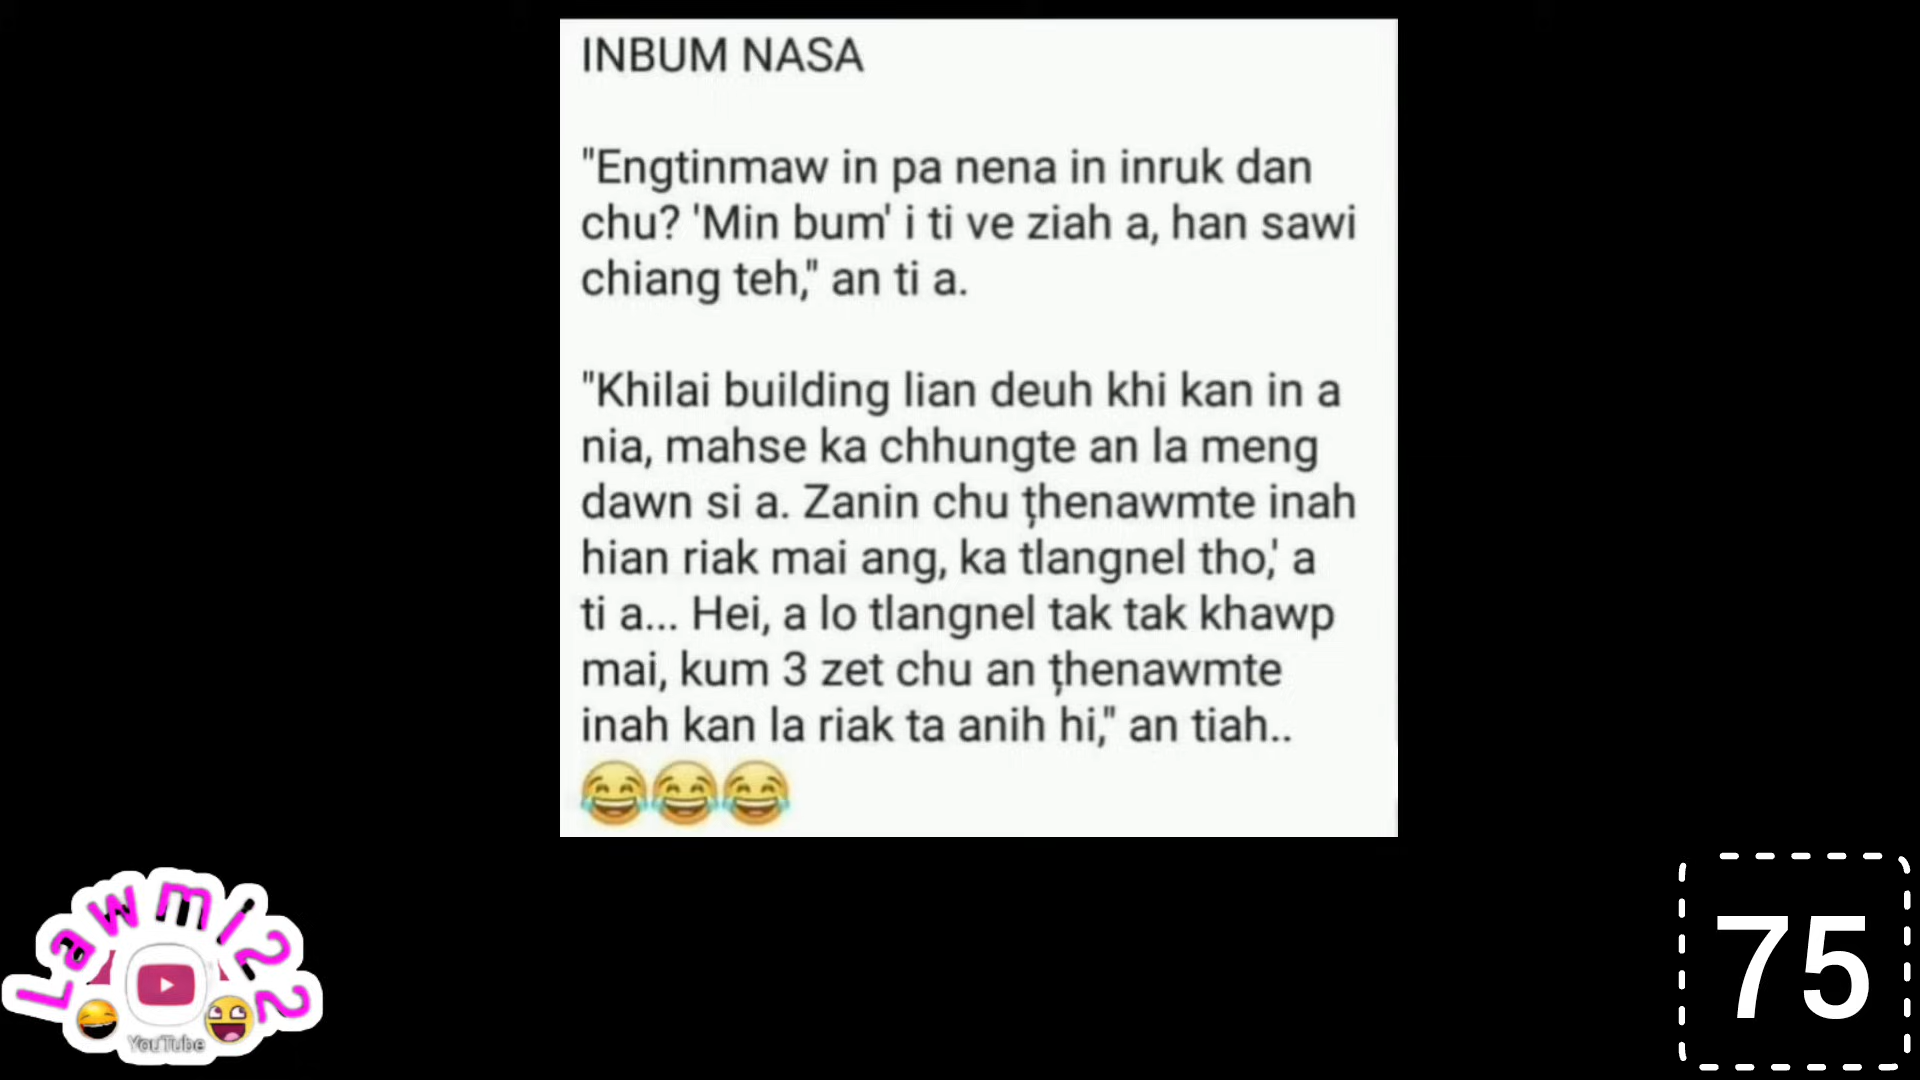 INBUM NASA
"Engtinmaw in pa nena in inruk dan
chu? 'Min bum' i ti ve ziah a, han sawi
chiang teh," an ti a.
"Khilai building lian deuh khi kan in a
nia, mahse ka chhungte an la meng
dawn si a. Zanin chu țhenawmte inah
hian riak mai ang, ka tlangnel tho,' a
ti a... Hei, a lo tlangnel tak tak khawp
mai, kum 3 zet chu an țhenawmte
inah kan la riak ta anih hi," an tiah..
😂😂😂
Lawmi22
YouTube
75